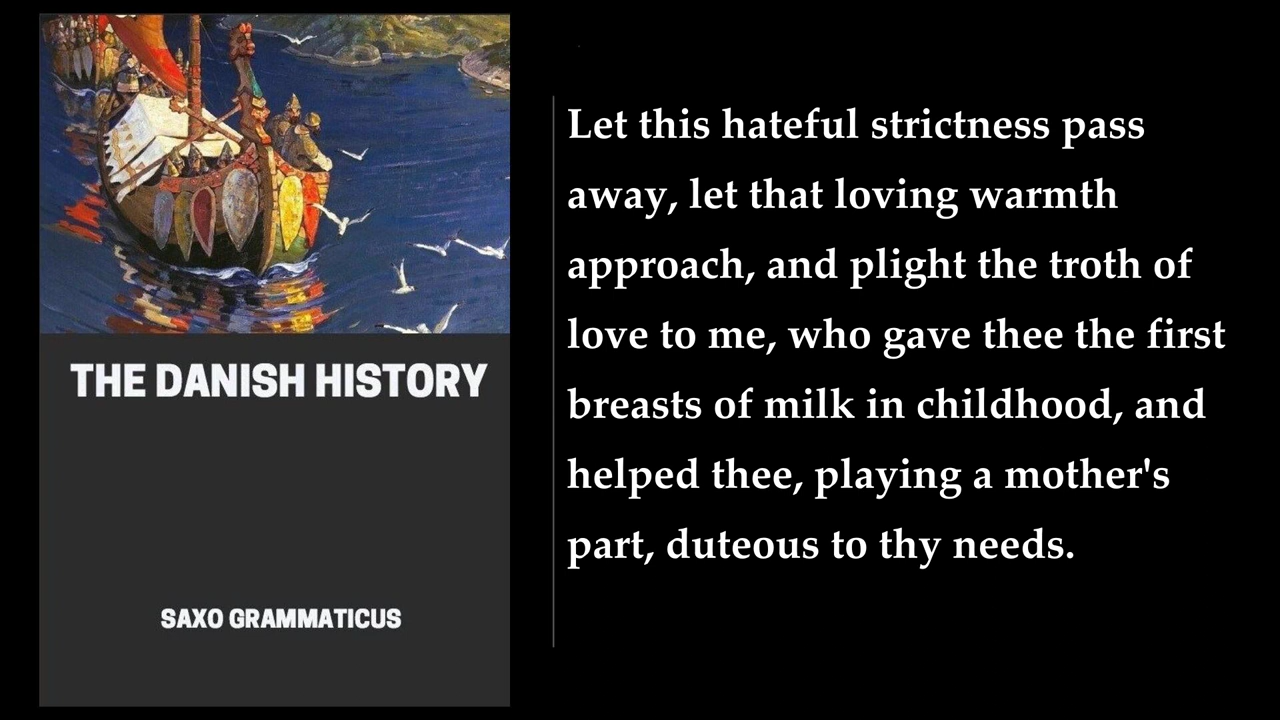 THE DANISH HISTORY
SAXO GRAMMATICUS
Let this hateful strictness pass
away, let that loving warmth
approach, and plight the troth of
love to me, who gave thee the first
breasts of milk in childhood, and
helped thee, playing a mother's
part, duteous to thy needs.